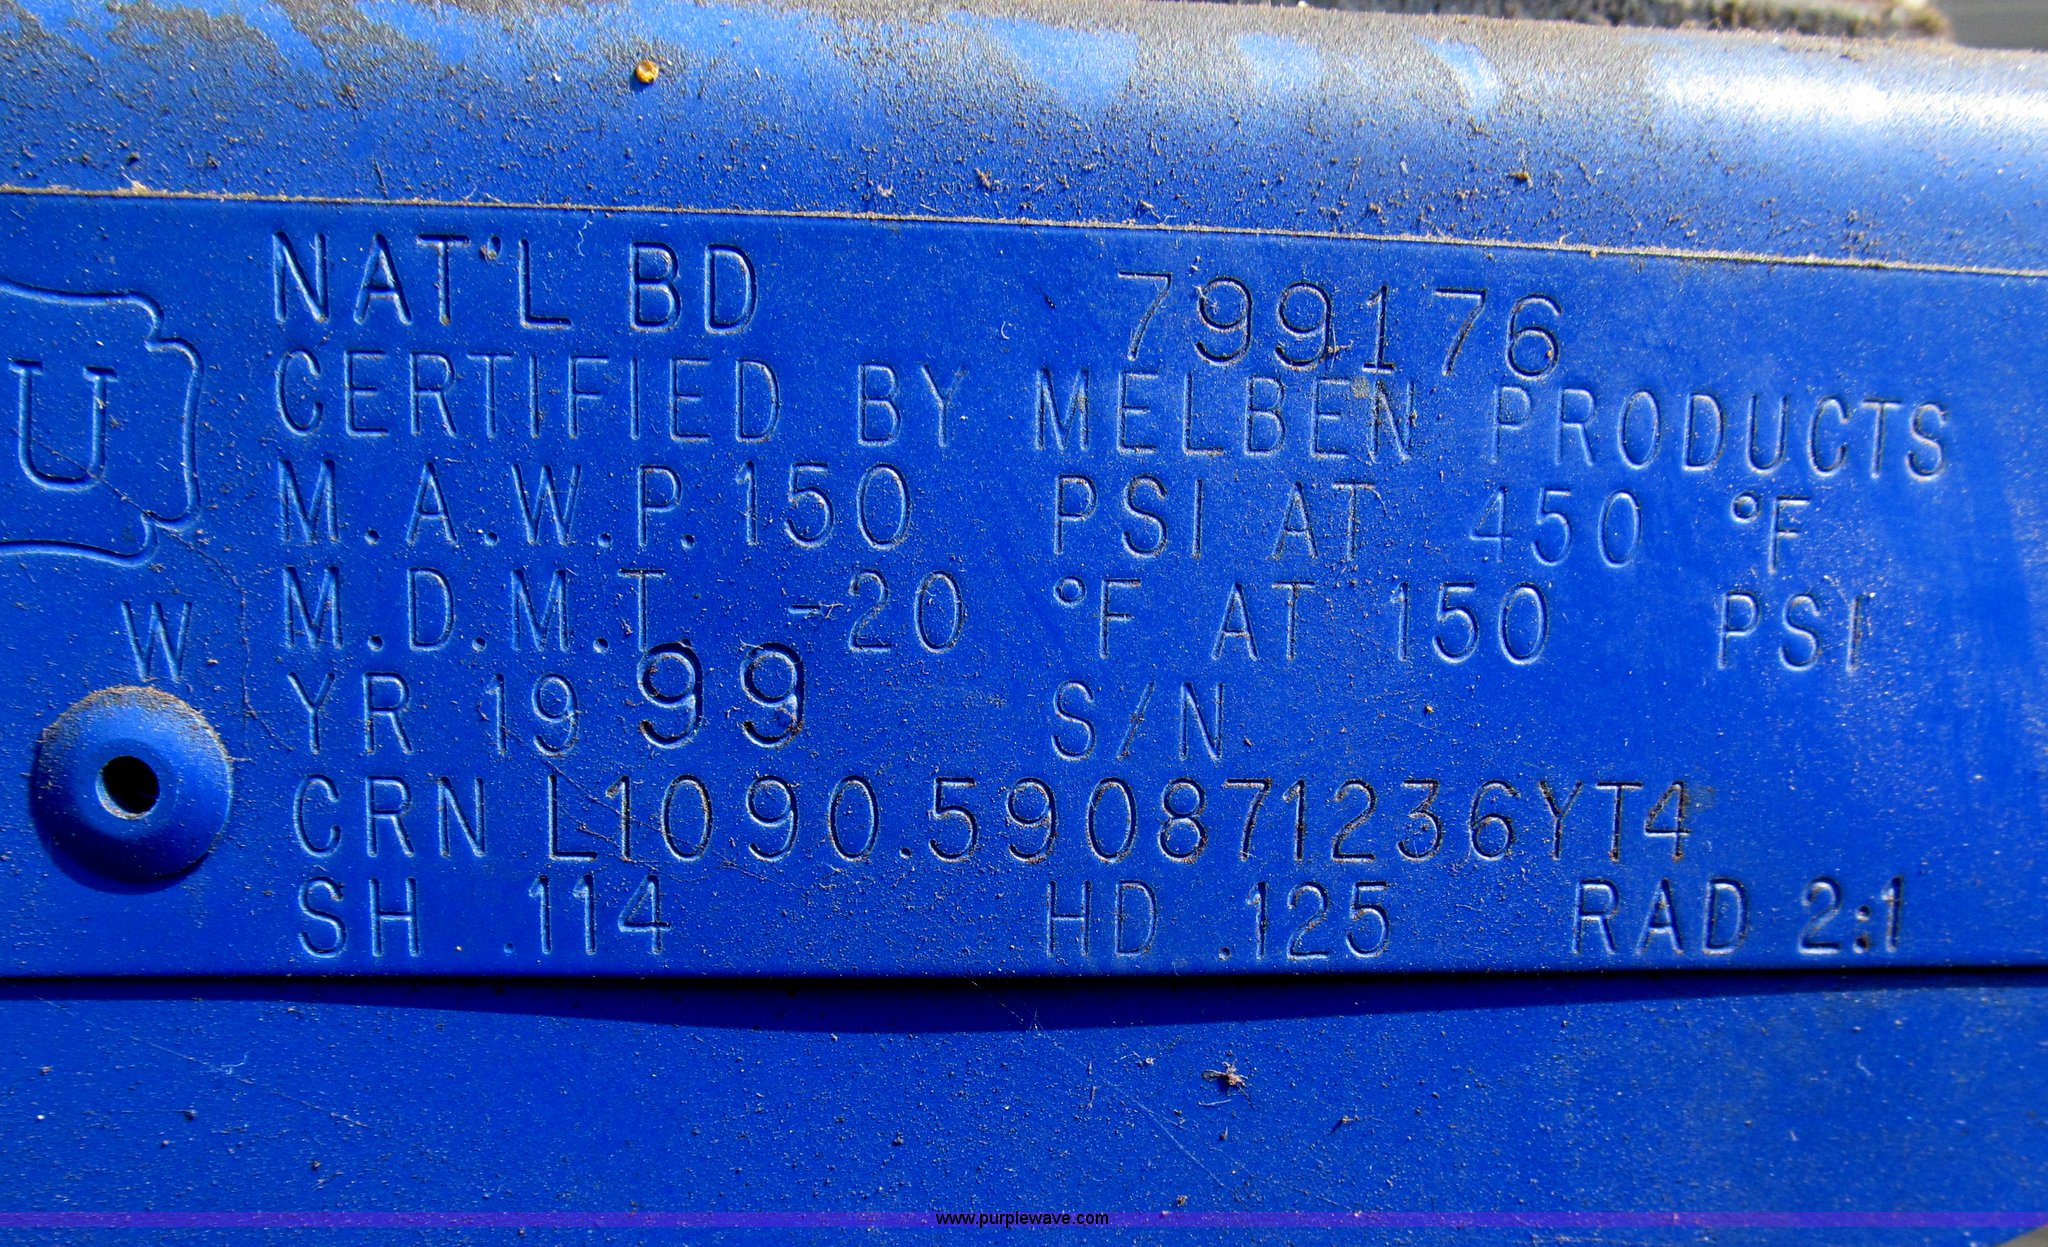 NAT'L BD 799176
U
CERTIFIED BY MELBEN PRODUCTS
M.A.W.P. 150 PSI AT 450 °F
W
M.D.M.T. -20 °F AT 150 PSI
YR 1999 S/N
CRN L1090.590871236YT4
SH .114 HD .125 RAD 2:1
www.purplewave.com